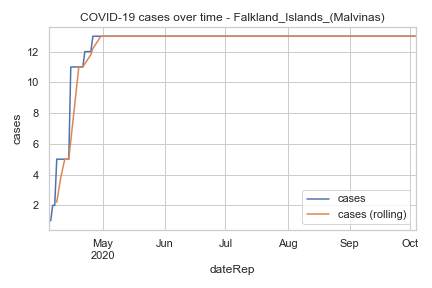 COVID-19 cases over time - Falkland_Islands_(Malvinas)
cases
12
10
8
6
4
2
May
2020
Jun
Jul
Aug
Sep
Oct
dateRep
cases
cases (rolling)